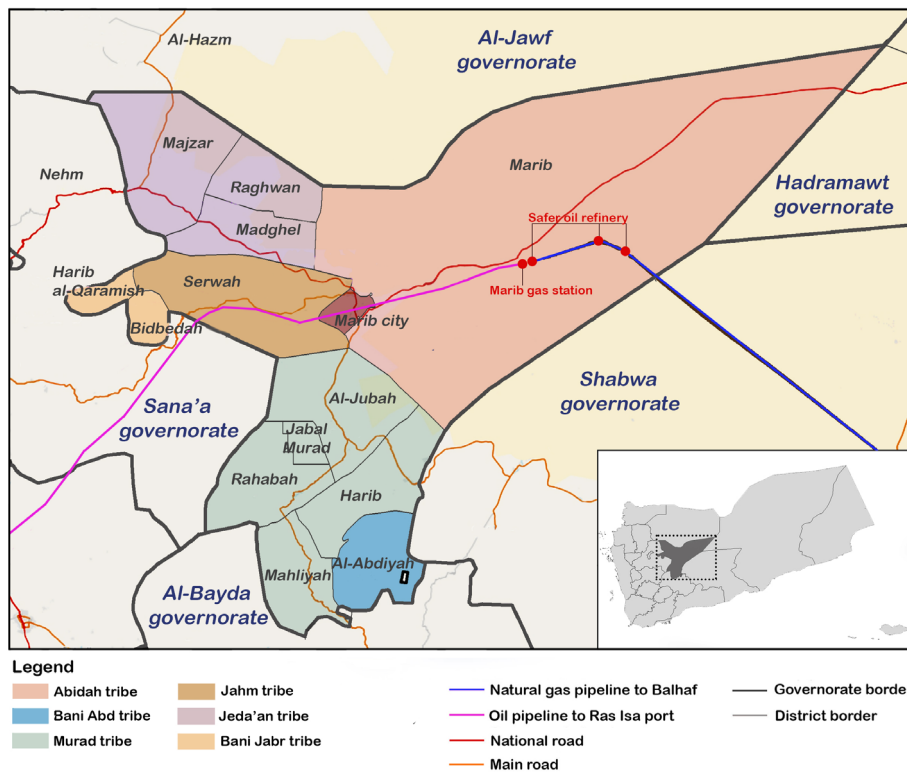 Al-Hazm
Al-Jawf
governorate
Majzar
Nehm
Raghwan
Marib
Hadramawt
governorate
Madghel
Safer oil refinery
Harib
al-Qaramish
Serwah
Marib gas station
Bidbedah
Marib city
Shabwa
governorate
Sana'a
governorate
Al-Jubah
Jabal
Murad
Rahabah
Harib
Al-Abdiyah
Mahliyah
Al-Bayda
governorate
Legend
Abidah tribe
Bani Abd tribe
Murad tribe
Jahm tribe
Jeda'an tribe
Bani Jabr tribe
Natural gas pipeline to Balhaf
Oil pipeline to Ras Isa port
National road
Main road
Governorate borde
District border